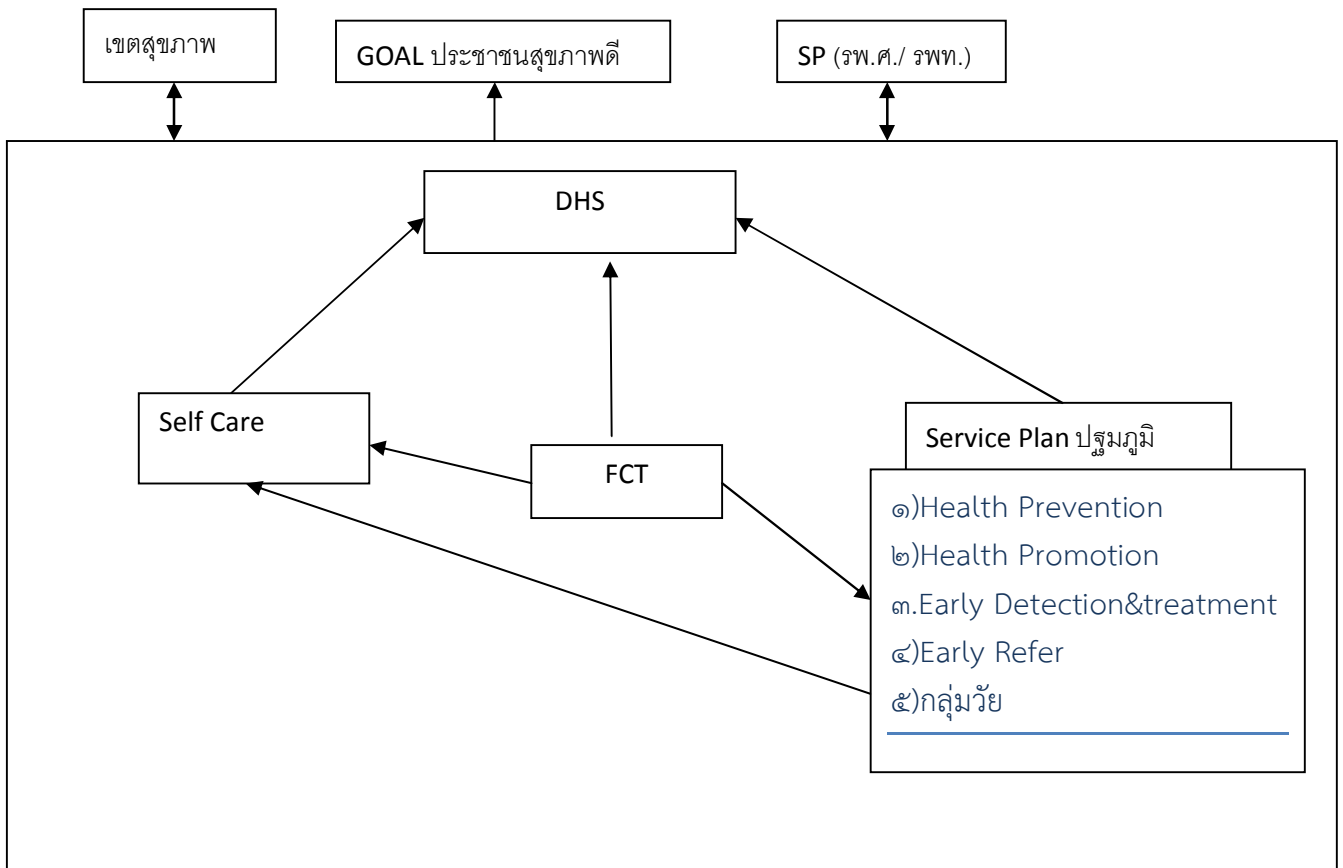 เขตสุขภาพ
GOAL ประชาชนสุขภาพดี
SP (รพ.ศ./ รพท.)
DHS
Self Care
FCT
Service Plan ปฐมภูมิ
๑)Health Prevention
๒)Health Promotion
๓.Early Detection&treatment
๔)Early Refer
๕)กลุ่มวัย